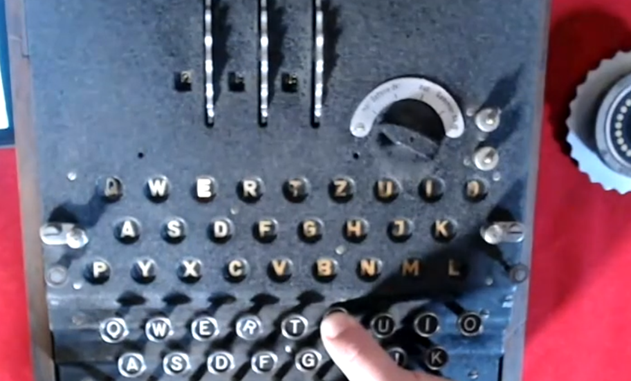 Q W E R T Z U I O
A S D F G H J K
P Y X C V B N M L
Q W E R T U I O
A S D F G K